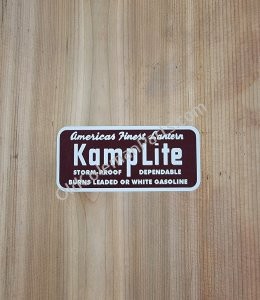 Americas Finest Lantern
KampLite
STORM-PROOF DEPENDABLE
BURNS LEADED OR WHITE GASOLINE